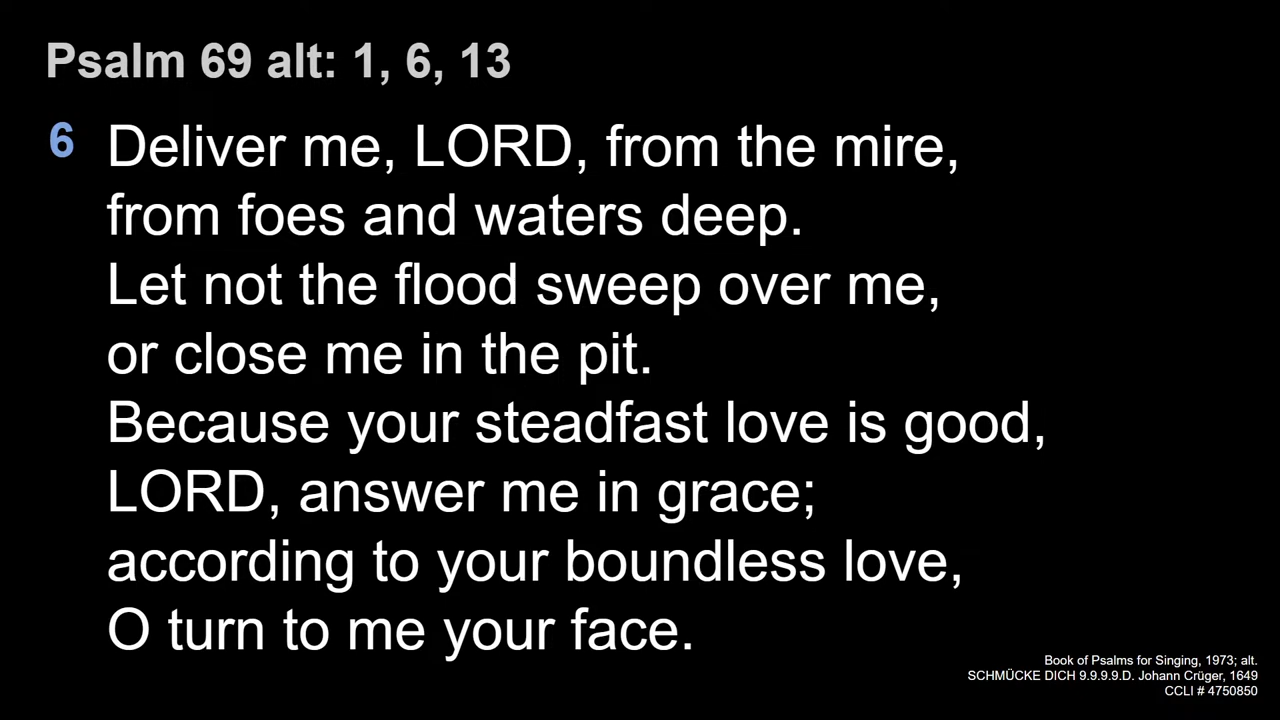 Psalm 69 alt: 1, 6, 13
6 Deliver me, LORD, from the mire,
from foes and waters deep.
Let not the flood sweep over me,
or close me in the pit.
Because your steadfast love is good,
LORD, answer me in grace;
according to your boundless love,
O turn to me your face.
Book of Psalms for Singing, 1973; alt.
SCHMÜCKE DICH 9.9.9.9.D. Johann Crüger, 1649
CCLI # 4750850